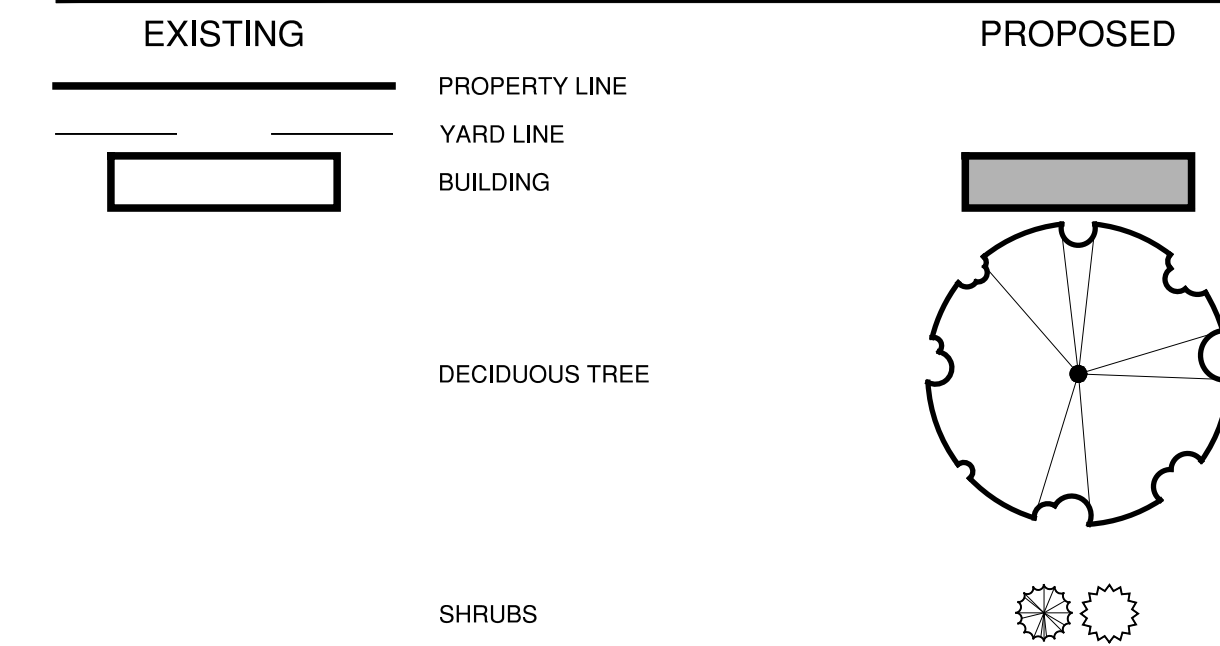 EXISTING PROPOSED
PROPERTY LINE
YARD LINE
BUILDING
DECIDUOUS TREE
SHRUBS